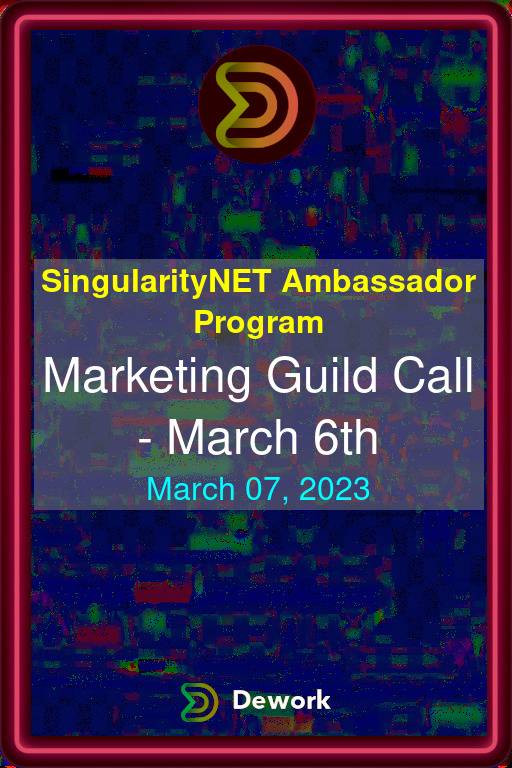 SingularityNET Ambassador
Program
Marketing Guild Call
- March 6th
March 07, 2023
Dework